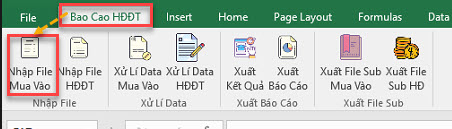 File Bao Cao HĐĐT Insert Home Page Layout Formulas Data
Nhập File Nhập File Xử Lí Data Xử Lí Data Xuất Xuất Xuất File Sub Xuất File Sub
Mua Vào HĐĐT Mua Vào HDĐT Kết Quả Báo Cáo Mua Vào HĐ
Nhập File Xử Lí Data Xuất Báo Cáo Xuất File Sub